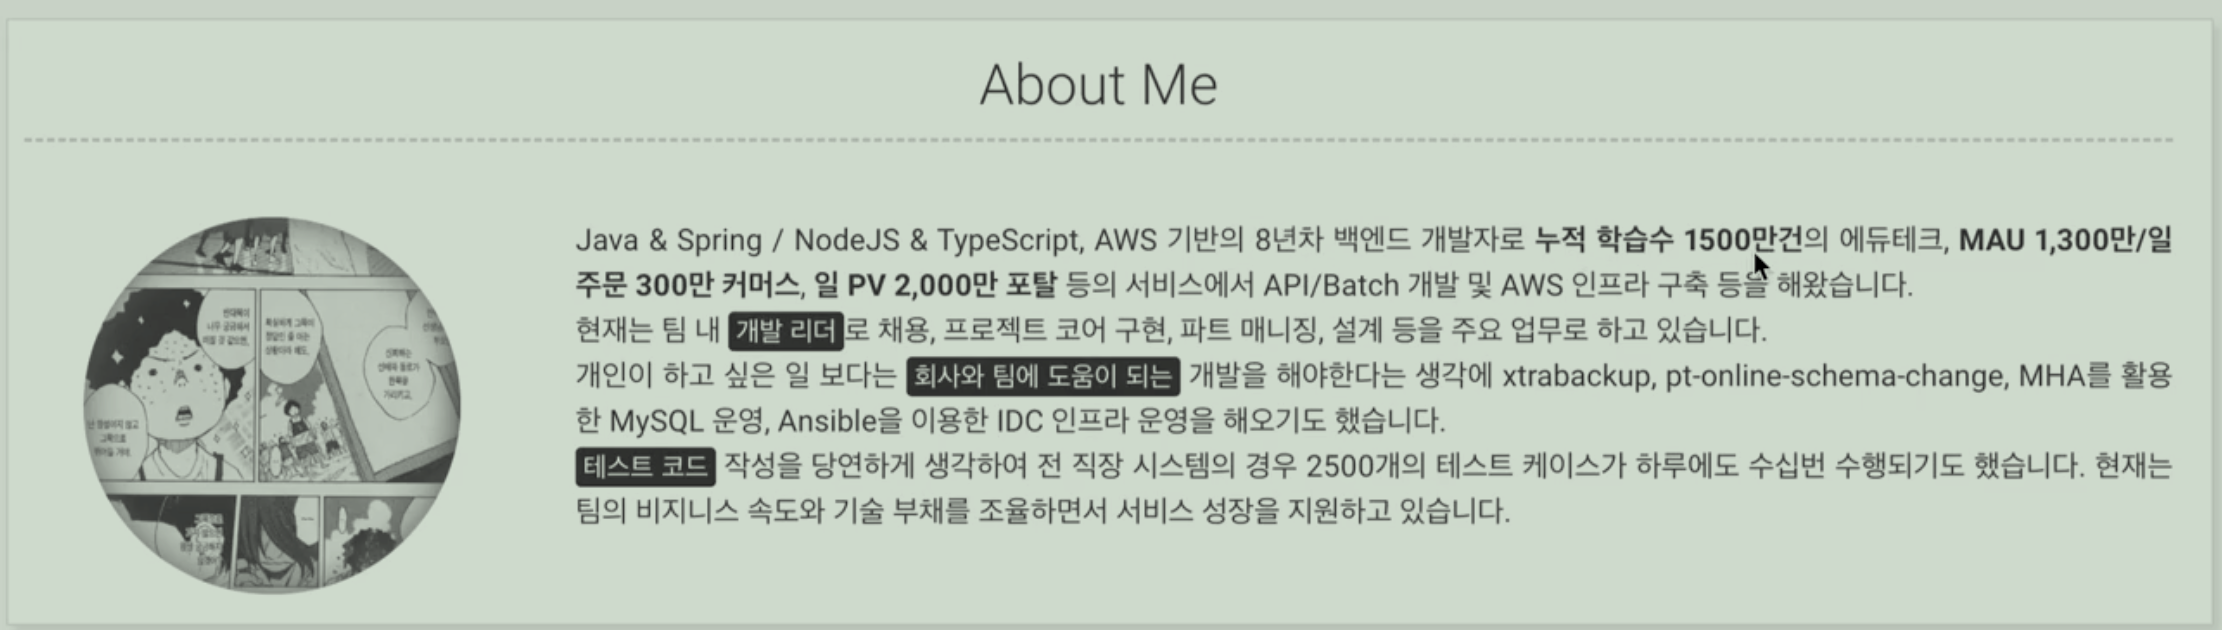 About Me
Java & Spring / NodeJS & TypeScript, AWS 기반의 8년차 백엔드 개발자로 누적 학습수 1500만건의 에듀테크, MAU 1,300만/일
주문 300만 커머스, 일 PV 2,000만 포탈 등의 서비스에서 API/Batch 개발 및 AWS 인프라 구축 등을 해왔습니다.
현재는 팀 내 개발 리더로 채용, 프로젝트 코어 구현, 파트 매니징, 설계 등을 주요 업무로 하고 있습니다.
개인이 하고 싶은 일 보다는 회사와 팀에 도움이 되는 개발을 해야한다는 생각에 xtrabackup, pt-online-schema-change, MHA를 활용
한 MySQL 운영, Ansible을 이용한 IDC 인프라 운영을 해오기도 했습니다.
테스트 코드 작성을 당연하게 생각하여 전 직장 시스템의 경우 2500개의 테스트 케이스가 하루에도 수십번 수행되기도 했습니다. 현재는
팀의 비지니스 속도와 기술 부채를 조율하면서 서비스 성장을 지원하고 있습니다.